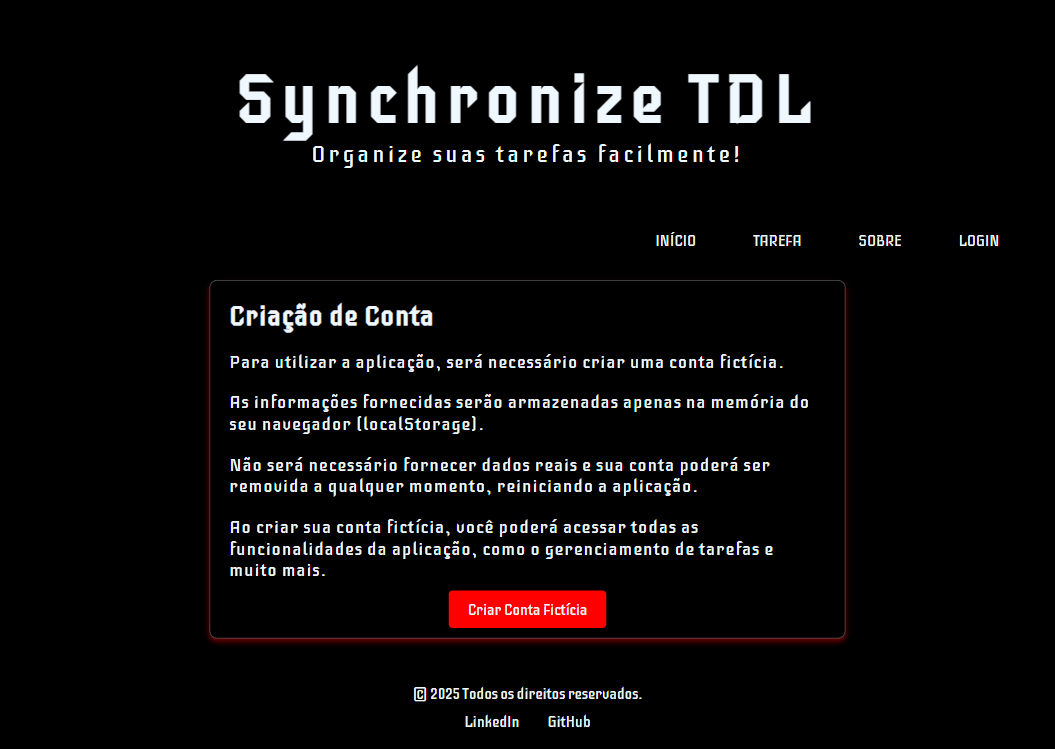 Synchronize TDL
Organize suas tarefas facilmente!
INÍCIO TAREFA SOBRE LOGIN
Criação de Conta
Para utilizar a aplicação, será necessário criar uma conta fictícia.
As informações fornecidas serão armazenadas apenas na memória do
seu navegador (localStorage).
Não será necessário fornecer dados reais e sua conta poderá ser
removida a qualquer momento, reiniciando a aplicação.
Ao criar sua conta fictícia, você poderá acessar todas as
funcionalidades da aplicação, como o gerenciamento de tarefas e
muito mais.
Criar Conta Fictícia
© 2025 Todos os direitos reservados.
LinkedIn GitHub